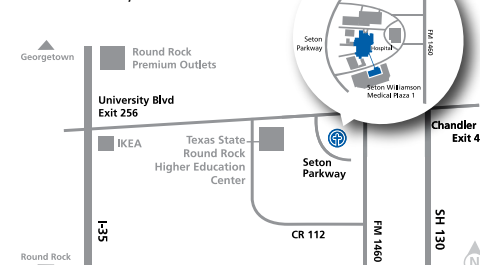 Seton
Parkway
Hospital
FM 1460
Seton Williamson
Medical Plaza 1
Georgetown
Round Rock
Premium Outlets
University Blvd
Exit 256
IKEA
Texas State
Round Rock
Higher Education
Center
Seton
Parkway
Chandler
Exit 4
I-35
CR 112
FM 1460
SH 130
Round Rock
N